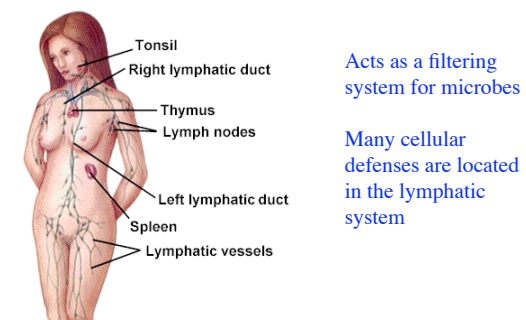 Tonsil
Right lymphatic duct
Thymus
Lymph nodes
Left lymphatic duct
Spleen
Lymphatic vessels
Acts as a filtering
system for microbes
Many cellular
defenses are located
in the lymphatic
system